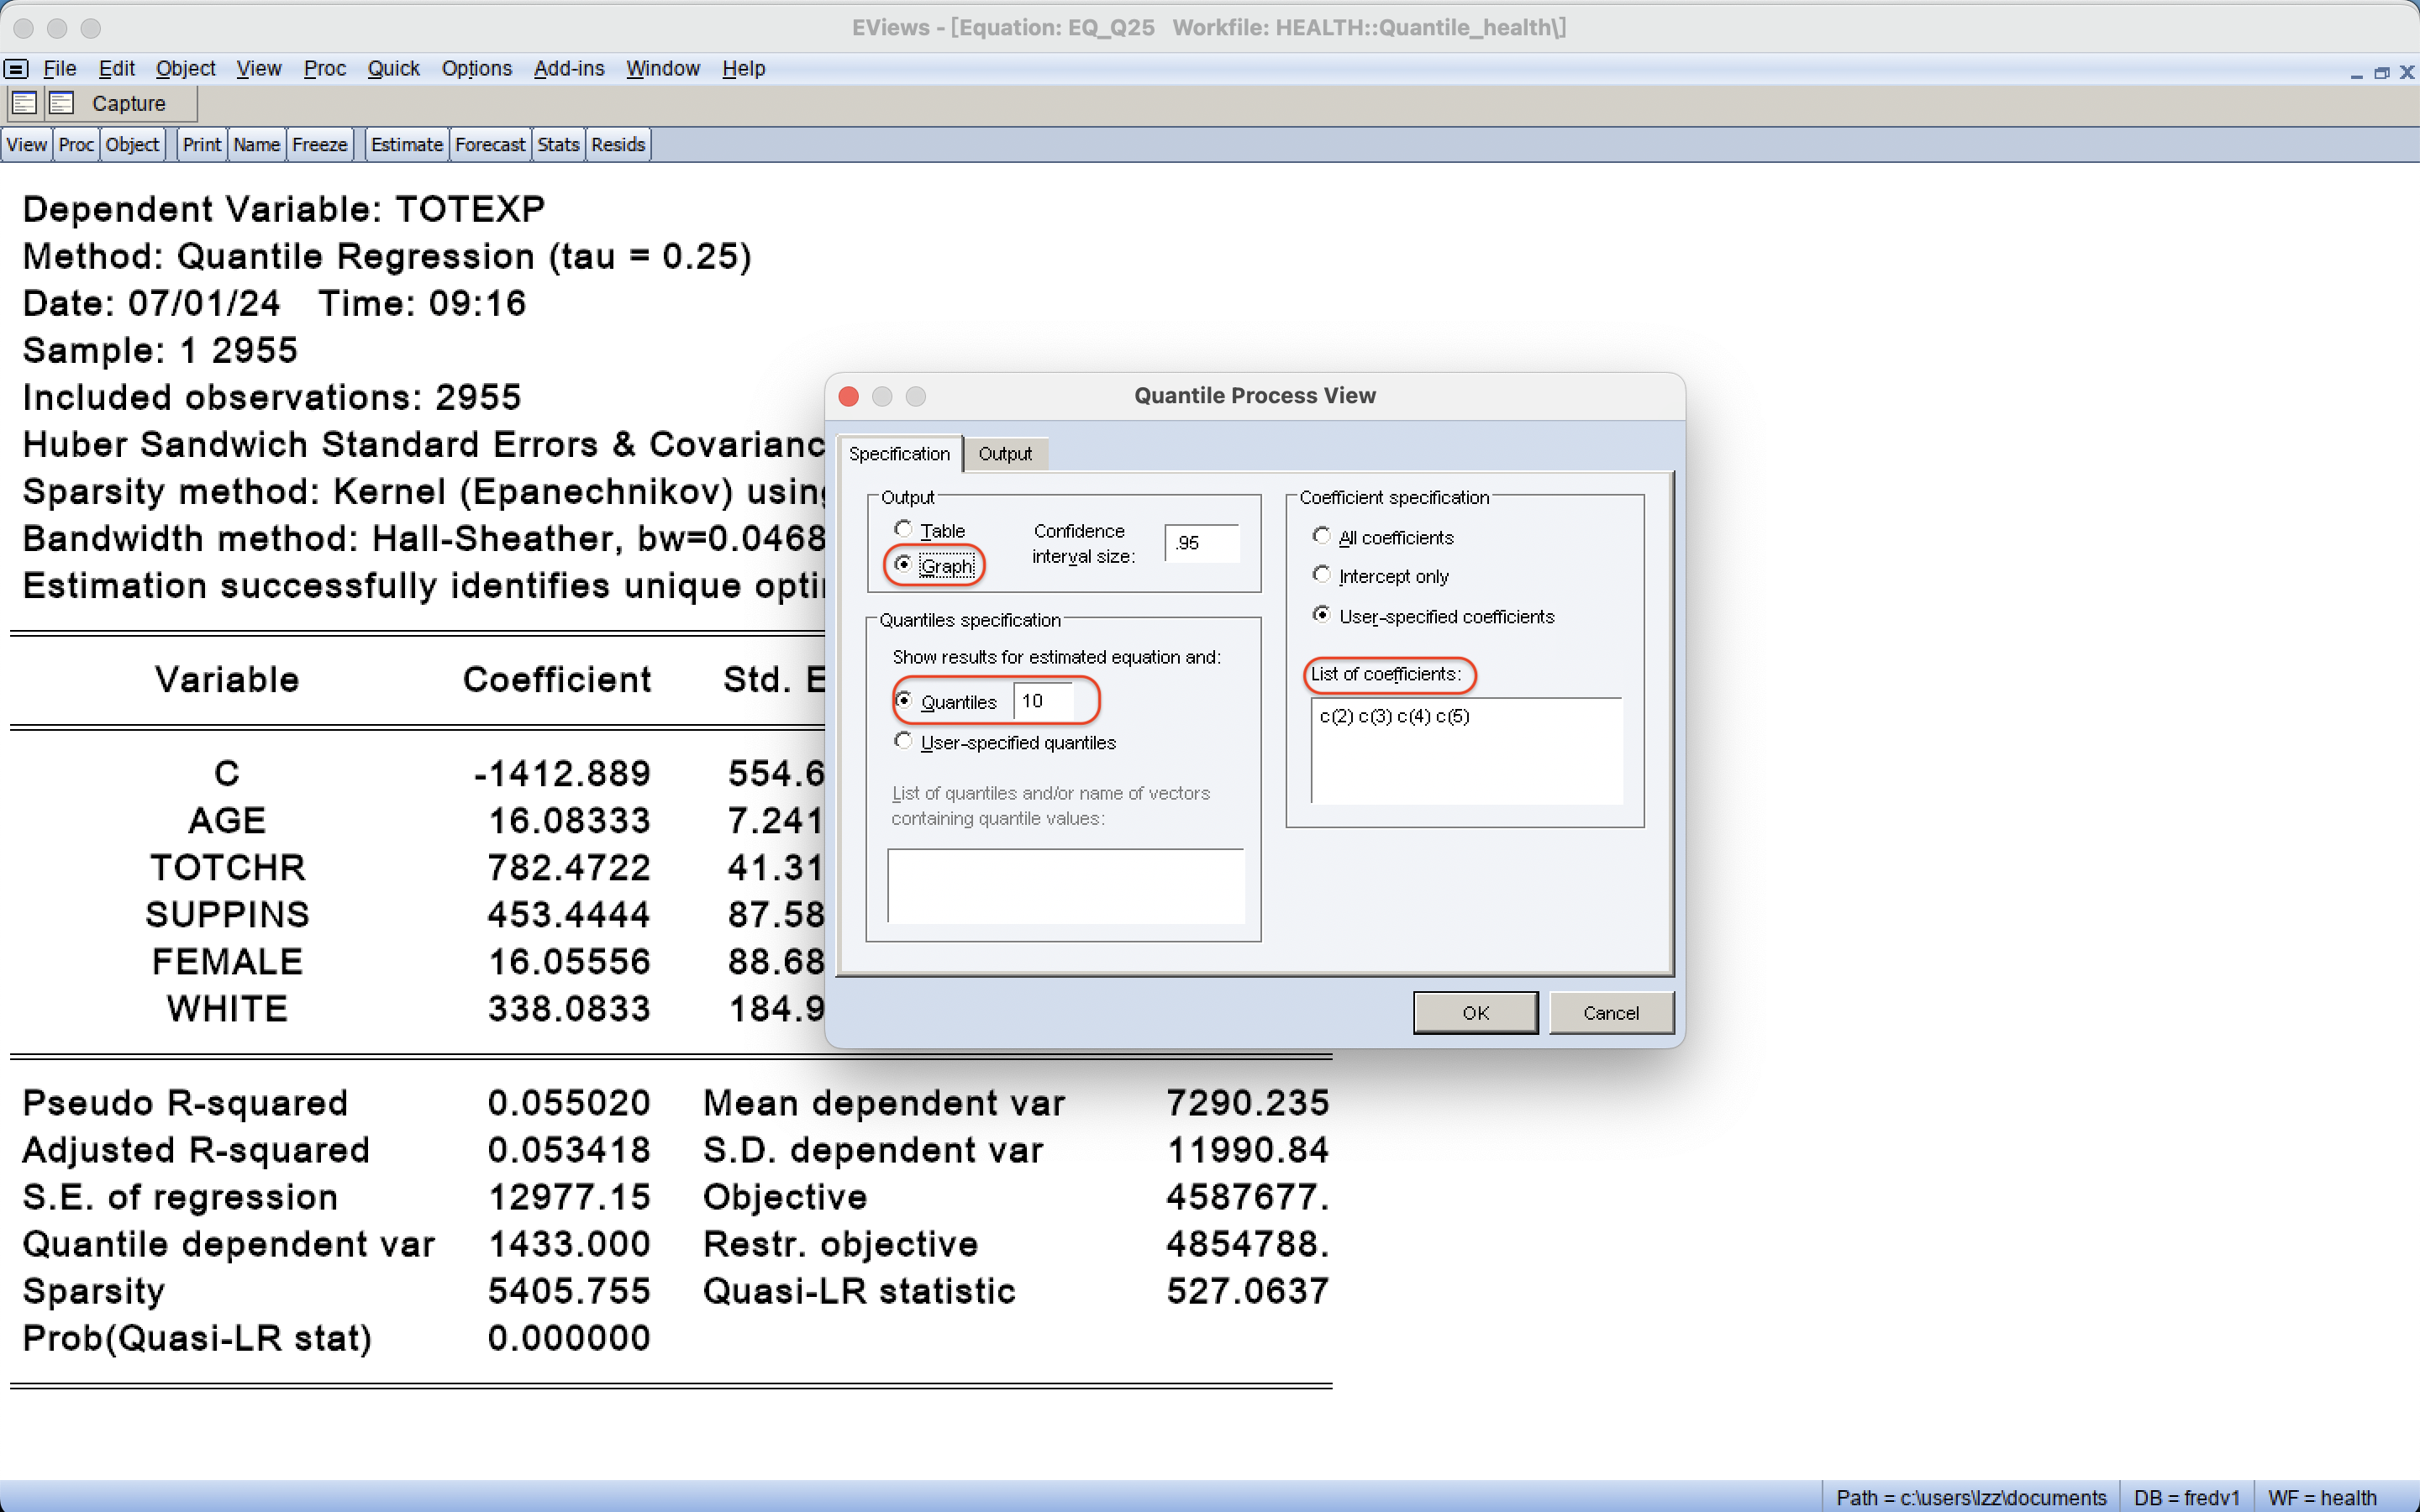 EViews - [Equation: EQ_Q25   Workfile: HEALTH::Quantile_health\]
File Edit Object View Proc Quick Options Add-ins Window Help
Capture
View Proc Object Print Name Freeze Estimate Forecast Stats Resids
Dependent Variable: TOTEXP
Method: Quantile Regression (tau = 0.25)
Date: 07/01/24   Time: 09:16
Sample: 1 2955
Included observations: 2955
Huber Sandwich Standard Errors & Covarianc
Sparsity method: Kernel (Epanechnikov) using
Bandwidth method: Hall-Sheather, bw=0.0468
Estimation successfully identifies unique opti
Variable Coefficient Std. E
C -1412.889 554.6
AGE 16.08333 7.241
TOTCHR 782.4722 41.31
SUPPINS 453.4444 87.58
FEMALE 16.05556 88.68
WHITE 338.0833 184.9
Pseudo R-squared 0.055020 Mean dependent var 7290.235
Adjusted R-squared 0.053418 S.D. dependent var 11990.84
S.E. of regression 12977.15 Objective 4587677.
Quantile dependent var 1433.000 Restr. objective 4854788.
Sparsity 5405.755 Quasi-LR statistic 527.0637
Prob(Quasi-LR stat) 0.000000
Quantile Process View
Specification Output
Output
Table
Graph
Confidence
interval size:
.95
Quantiles specification
Show results for estimated equation and:
Quantiles 10
User-specified quantiles
List of quantiles and/or name of vectors
containing quantile values:
Coefficient specification
All coefficients
Intercept only
User-specified coefficients
List of coefficients:
c(2) c(3) c(4) c(5)
OK Cancel
Path = c:\users\lzz\documents DB = fredv1 WF = health